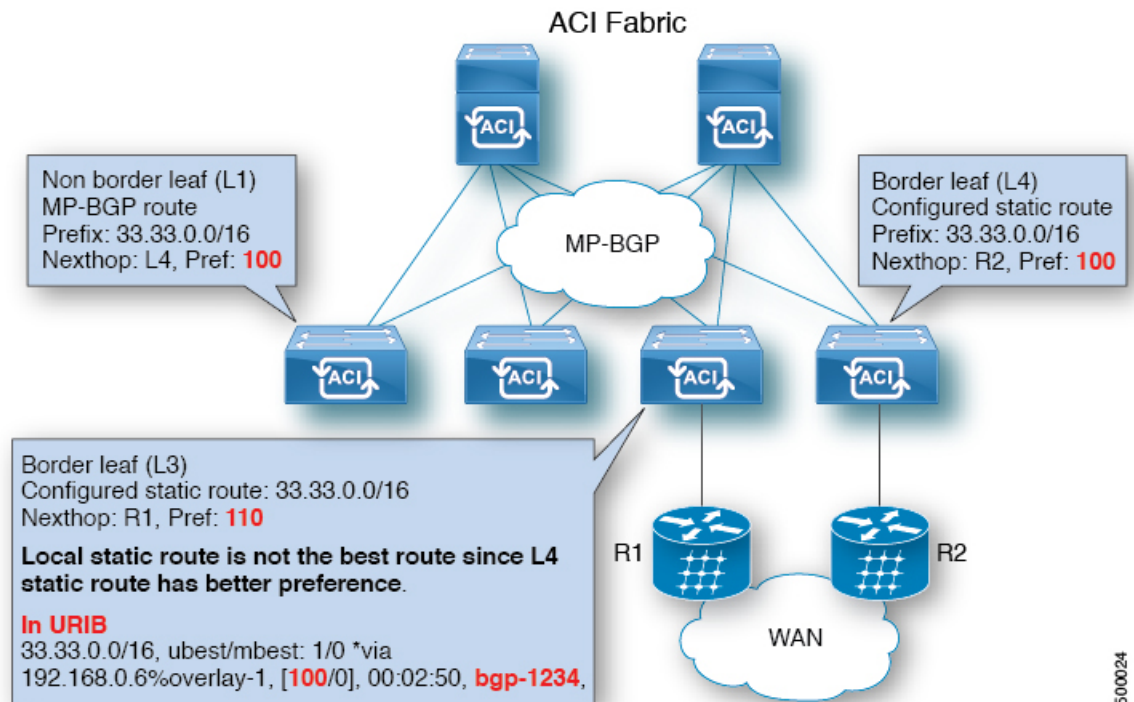 ACI Fabric
ACI
ACI
Non border leaf (L1)
MP-BGP route
Prefix: 33.33.0.0/16
Nexthop: L4, Pref: 100
MP-BGP
Border leaf (L4)
Configured static route
Prefix: 33.33.0.0/16
Nexthop: R2, Pref: 100
ACI
ACI
ACI
ACI
Border leaf (L3)
Configured static route: 33.33.0.0/16
Nexthop: R1, Pref: 110
Local static route is not the best route since L4
static route has better preference.
In URIB
33.33.0.0/16, ubest/mbest: 1/0 *via
192.168.0.6%overlay-1, [100/0], 00:02:50, bgp-1234,
R1
R2
WAN